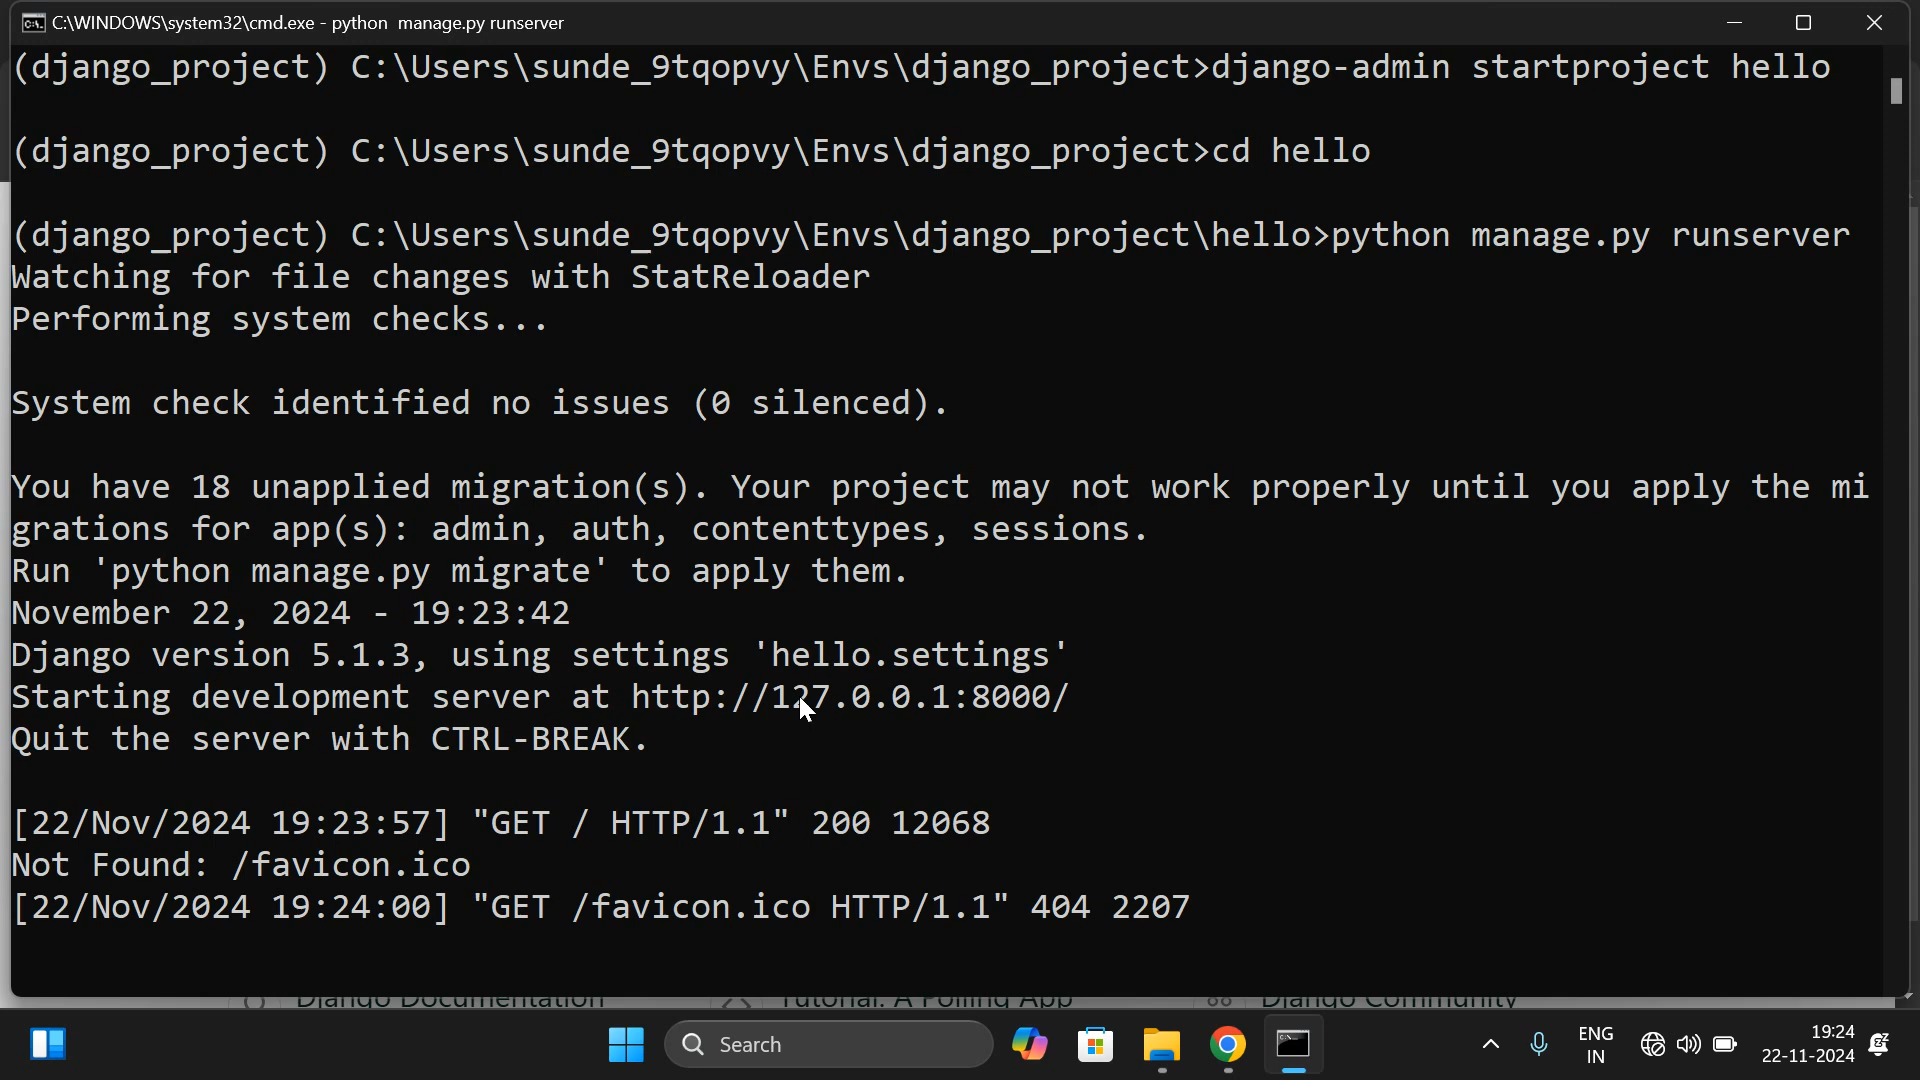 C:\WINDOWS\system32\cmd.exe - python  manage.py runserver
(django_project) C:\Users\sunde_9tqopvy\Envs\django_project>django-admin startproject hello
(django_project) C:\Users\sunde_9tqopvy\Envs\django_project>cd hello
(django_project) C:\Users\sunde_9tqopvy\Envs\django_project\hello>python manage.py runserver
Watching for file changes with StatReloader
Performing system checks...
System check identified no issues (0 silenced).
You have 18 unapplied migration(s). Your project may not work properly until you apply the mi
grations for app(s): admin, auth, contenttypes, sessions.
Run 'python manage.py migrate' to apply them.
November 22, 2024 - 19:23:42
Django version 5.1.3, using settings 'hello.settings'
Starting development server at http://127.0.0.1:8000/
Quit the server with CTRL-BREAK.
[22/Nov/2024 19:23:57] "GET / HTTP/1.1" 200 12068
Not Found: /favicon.ico
[22/Nov/2024 19:24:00] "GET /favicon.ico HTTP/1.1" 404 2207
Django Documentation
Tutorial: A Polling App
Django Community
Search
ENG
IN
19:24
22-11-2024